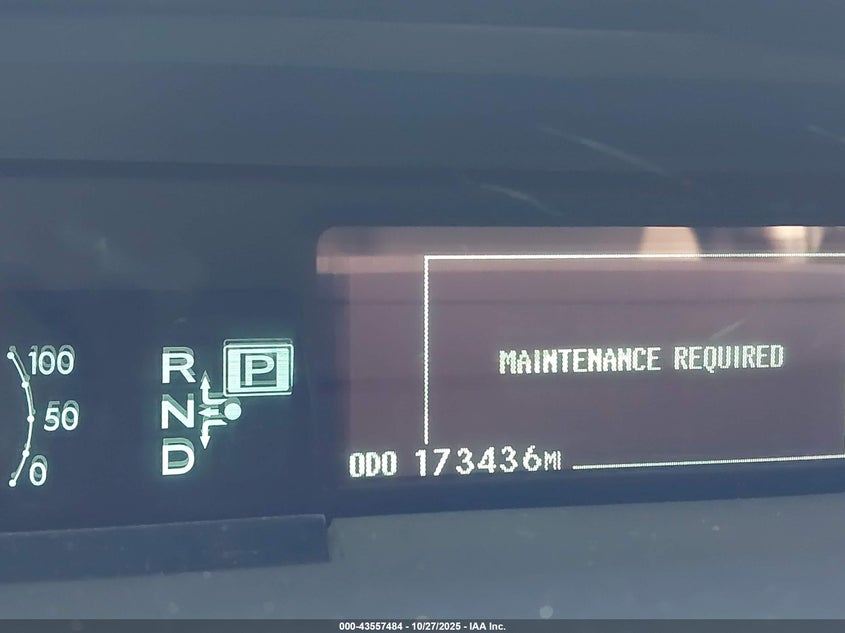 100
50
0
R
P
N
D
MAINTENANCE REQUIRED
ODO 173436MI
000-43557484 - 10/27/2025 - IAA Inc.